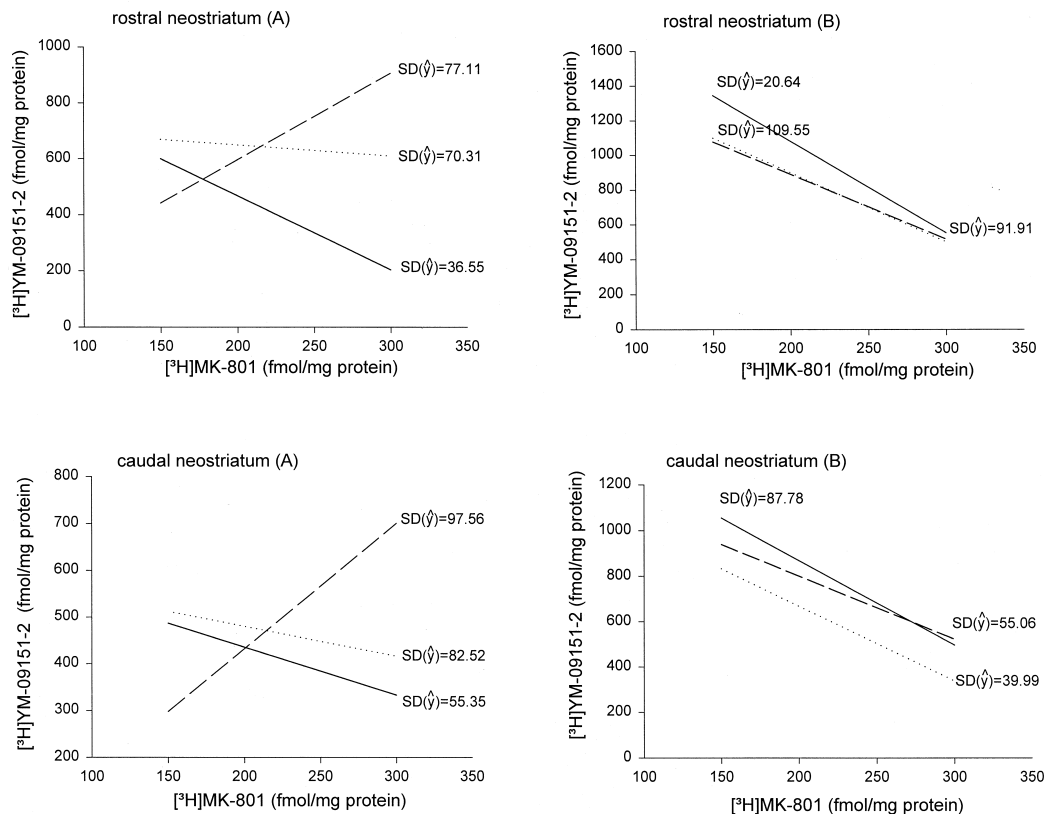 rostral neostriatum (A)
[³H]YM-09151-2 (fmol/mg protein)
1000
800
600
400
200
0
100
150
200
250
300
350
[³H]MK-801 (fmol/mg protein)
SD(ŷ)=77.11
SD(ŷ)=70.31
SD(ŷ)=36.55
rostral neostriatum (B)
[³H]YM-09151-2 (fmol/mg protein)
1600
1400
1200
1000
800
600
400
200
0
100
150
200
250
300
350
[³H]MK-801 (fmol/mg protein)
SD(ŷ)=20.64
SD(ŷ)=109.55
SD(ŷ)=91.91
caudal neostriatum (A)
[³H]YM-09151-2 (fmol/mg protein)
800
700
600
500
400
300
200
100
150
200
250
300
350
[³H]MK-801 (fmol/mg protein)
SD(ŷ)=97.56
SD(ŷ)=82.52
SD(ŷ)=55.35
caudal neostriatum (B)
[³H]YM-09151-2 (fmol/mg protein)
1200
1000
800
600
400
200
0
100
150
200
250
300
350
[³H]MK-801 (fmol/mg protein)
SD(ŷ)=87.78
SD(ŷ)=55.06
SD(ŷ)=39.99